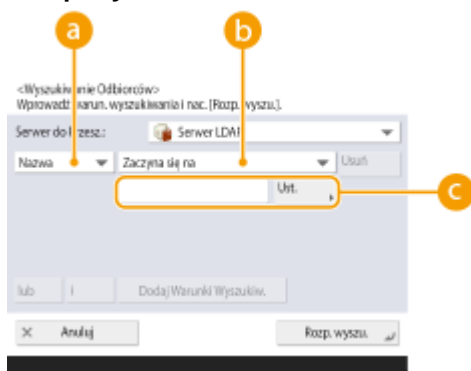 a b
<Wyszukiwanie Odbiorców>
Wprowadź warun. wyszukiwania i nac. [Rozp. wyszu.].
Serwer do przesz.: Serwer LDAP
Nazwa Zaczyna się na Usuń
Ust. c
lub i Dodaj Warunki Wyszukiw.
× Anuluj Rozp. wyszu.